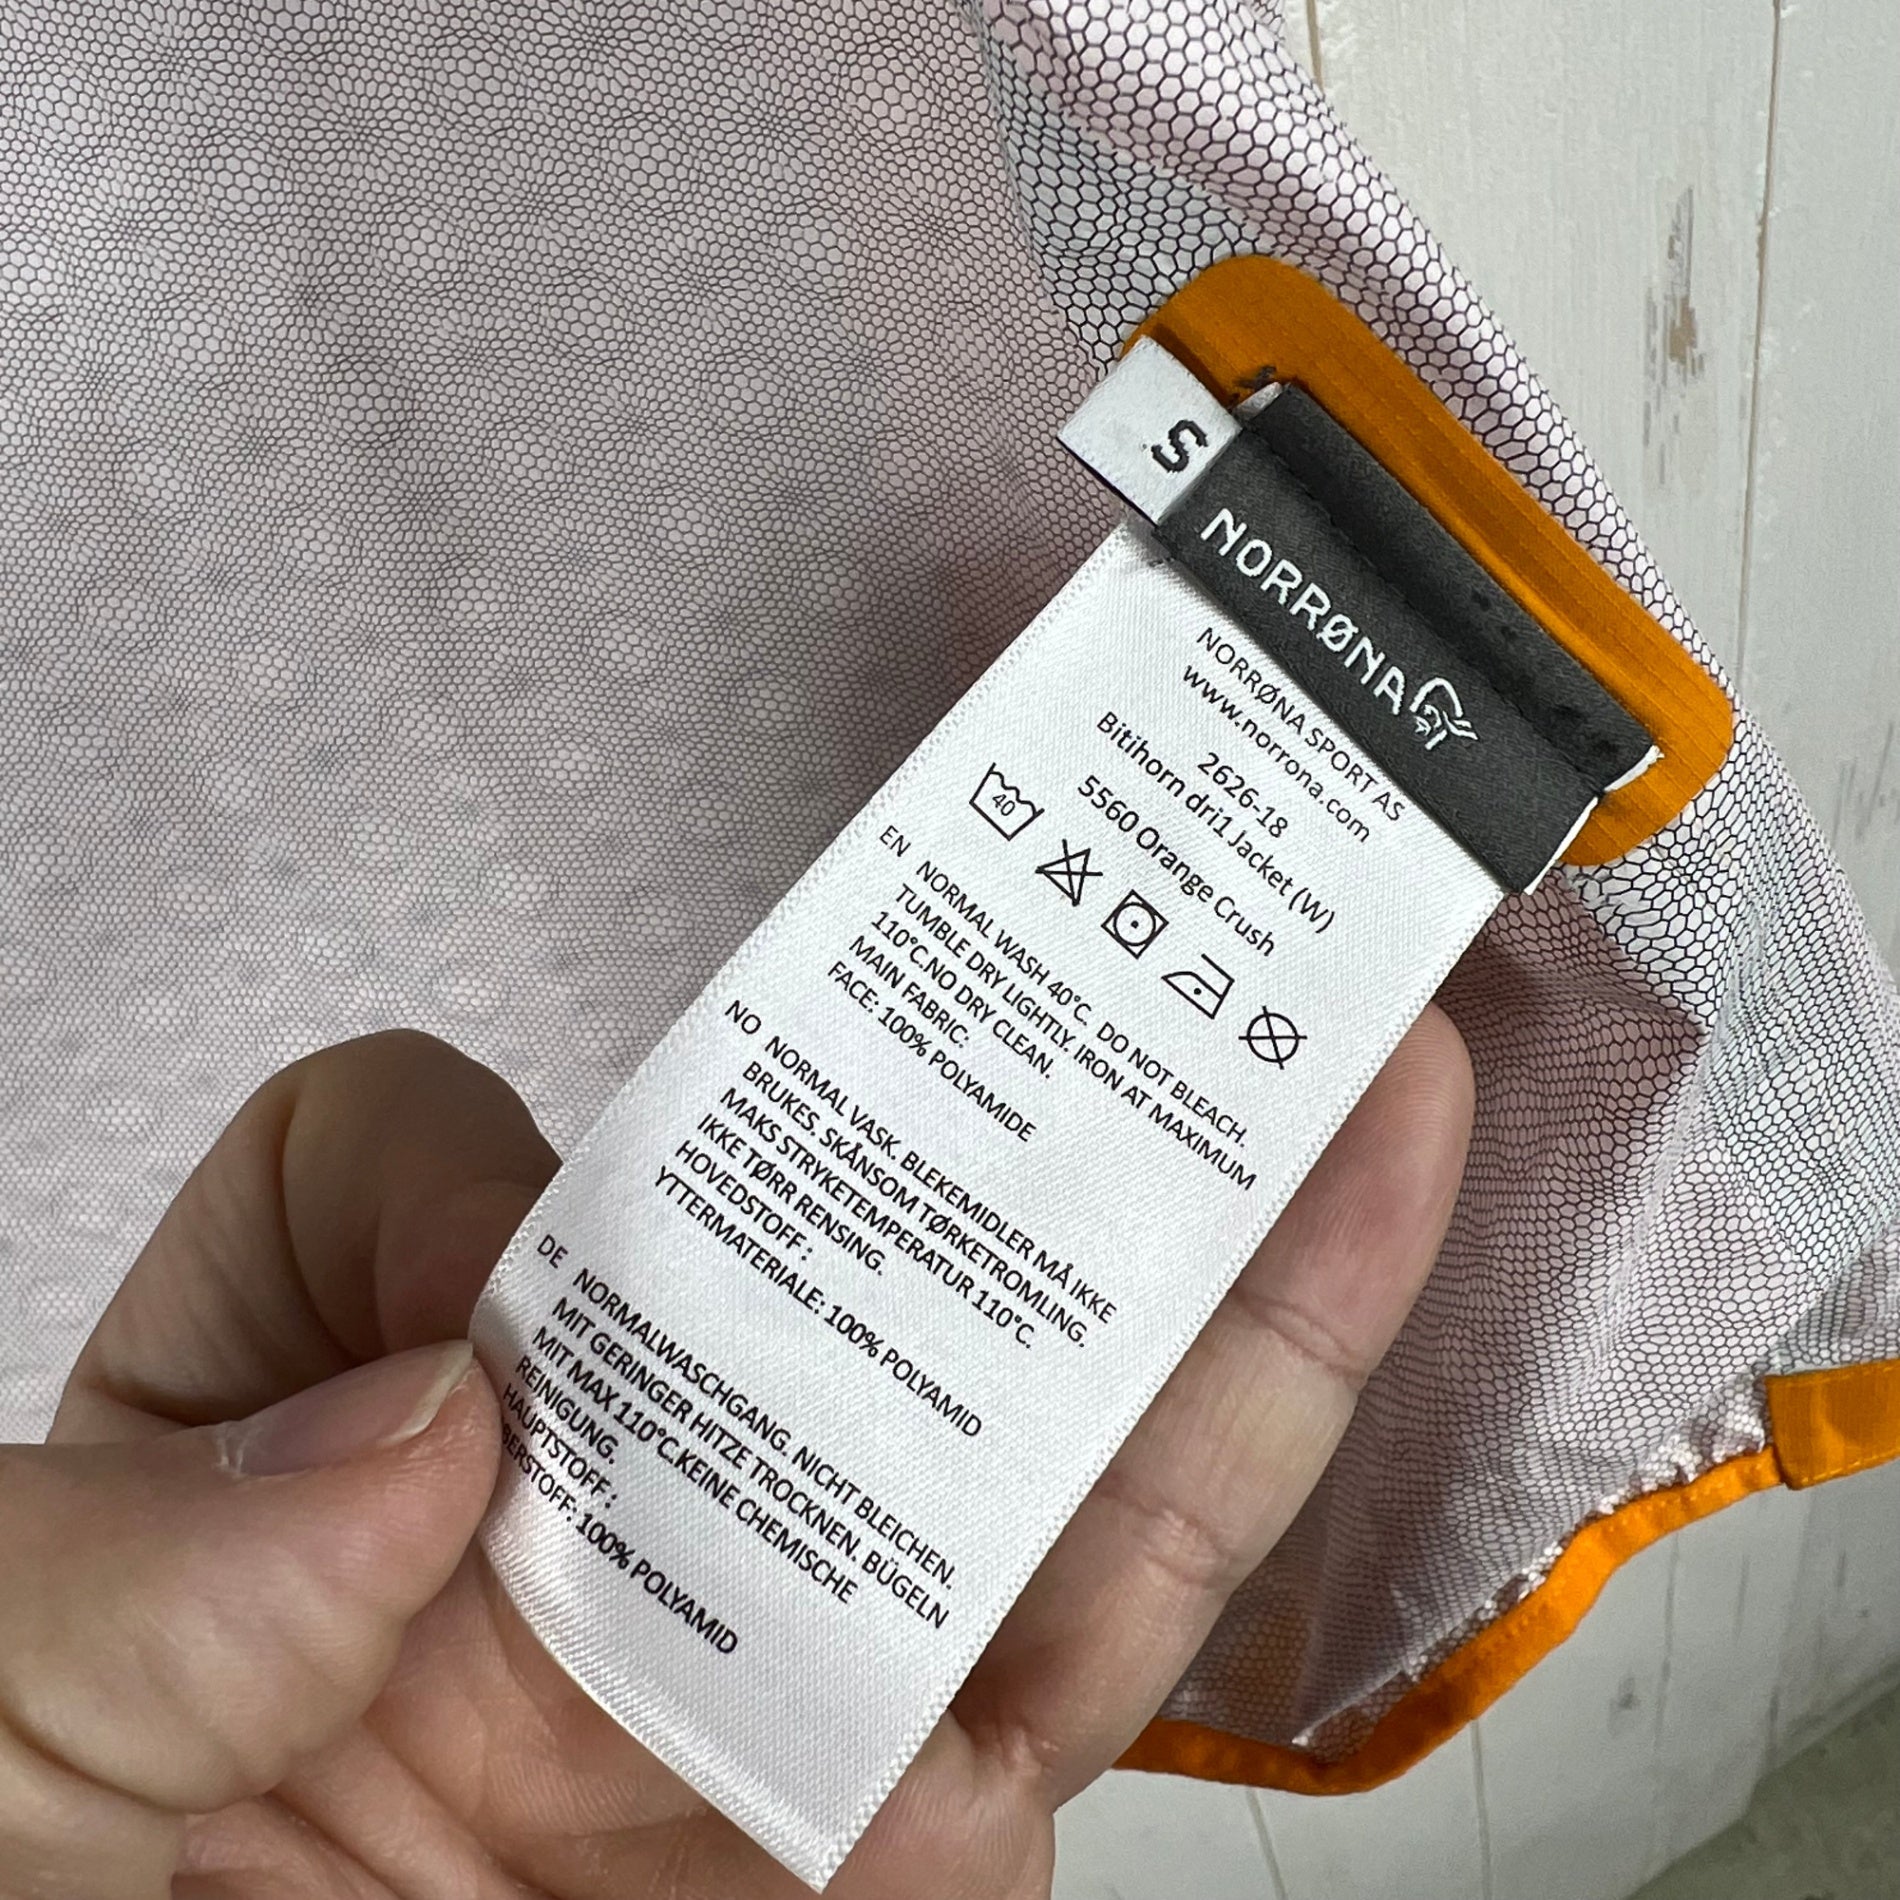 S
NORRØNA
NORRØNA SPORT AS
www.norrona.com
2626-18
Bitihorn dri1 Jacket (W)
5560 Orange Crush
40
EN NORMAL WASH 40°C. DO NOT BLEACH.
TUMBLE DRY LIGHTLY. IRON AT MAXIMUM
110°C.NO DRY CLEAN.
MAIN FABRIC:
FACE: 100% POLYAMIDE
NO NORMAL VASK. BLEKEMIDLER MÅ IKKE
BRUKES. SKÅNSOM TØRKETROMLING.
MAKS STRYKETEMPERATUR 110°C.
IKKE TØRR RENSING.
HOVEDSTOFF :
YTTERMATERIALE: 100% POLYAMID
DE NORMALWASCHGANG. NICHT BLEICHEN.
MIT GERINGER HITZE TROCKNEN. BÜGELN
MIT MAX 110°C.KEINE CHEMISCHE
REINIGUNG.
HAUPTSTOFF :
100% POLYAMID